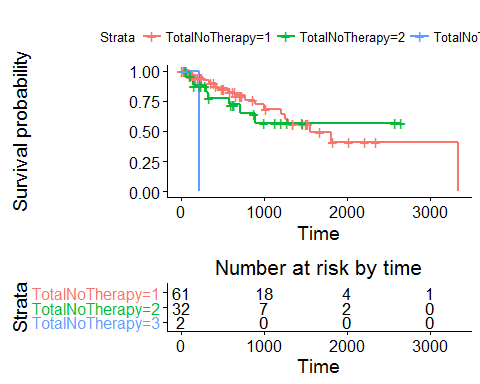 Strata TotalNoTherapy=1 TotalNoTherapy=2 TotalNoT
Survival probability
1.00
0.75
0.50
0.25
0.00
0 1000 2000 3000
Time
Number at risk by time
Strata
TotalNoTherapy=1 61 18 4 1
TotalNoTherapy=2 32 7 2 0
TotalNoTherapy=3 2 0 0 0
0 1000 2000 3000
Time